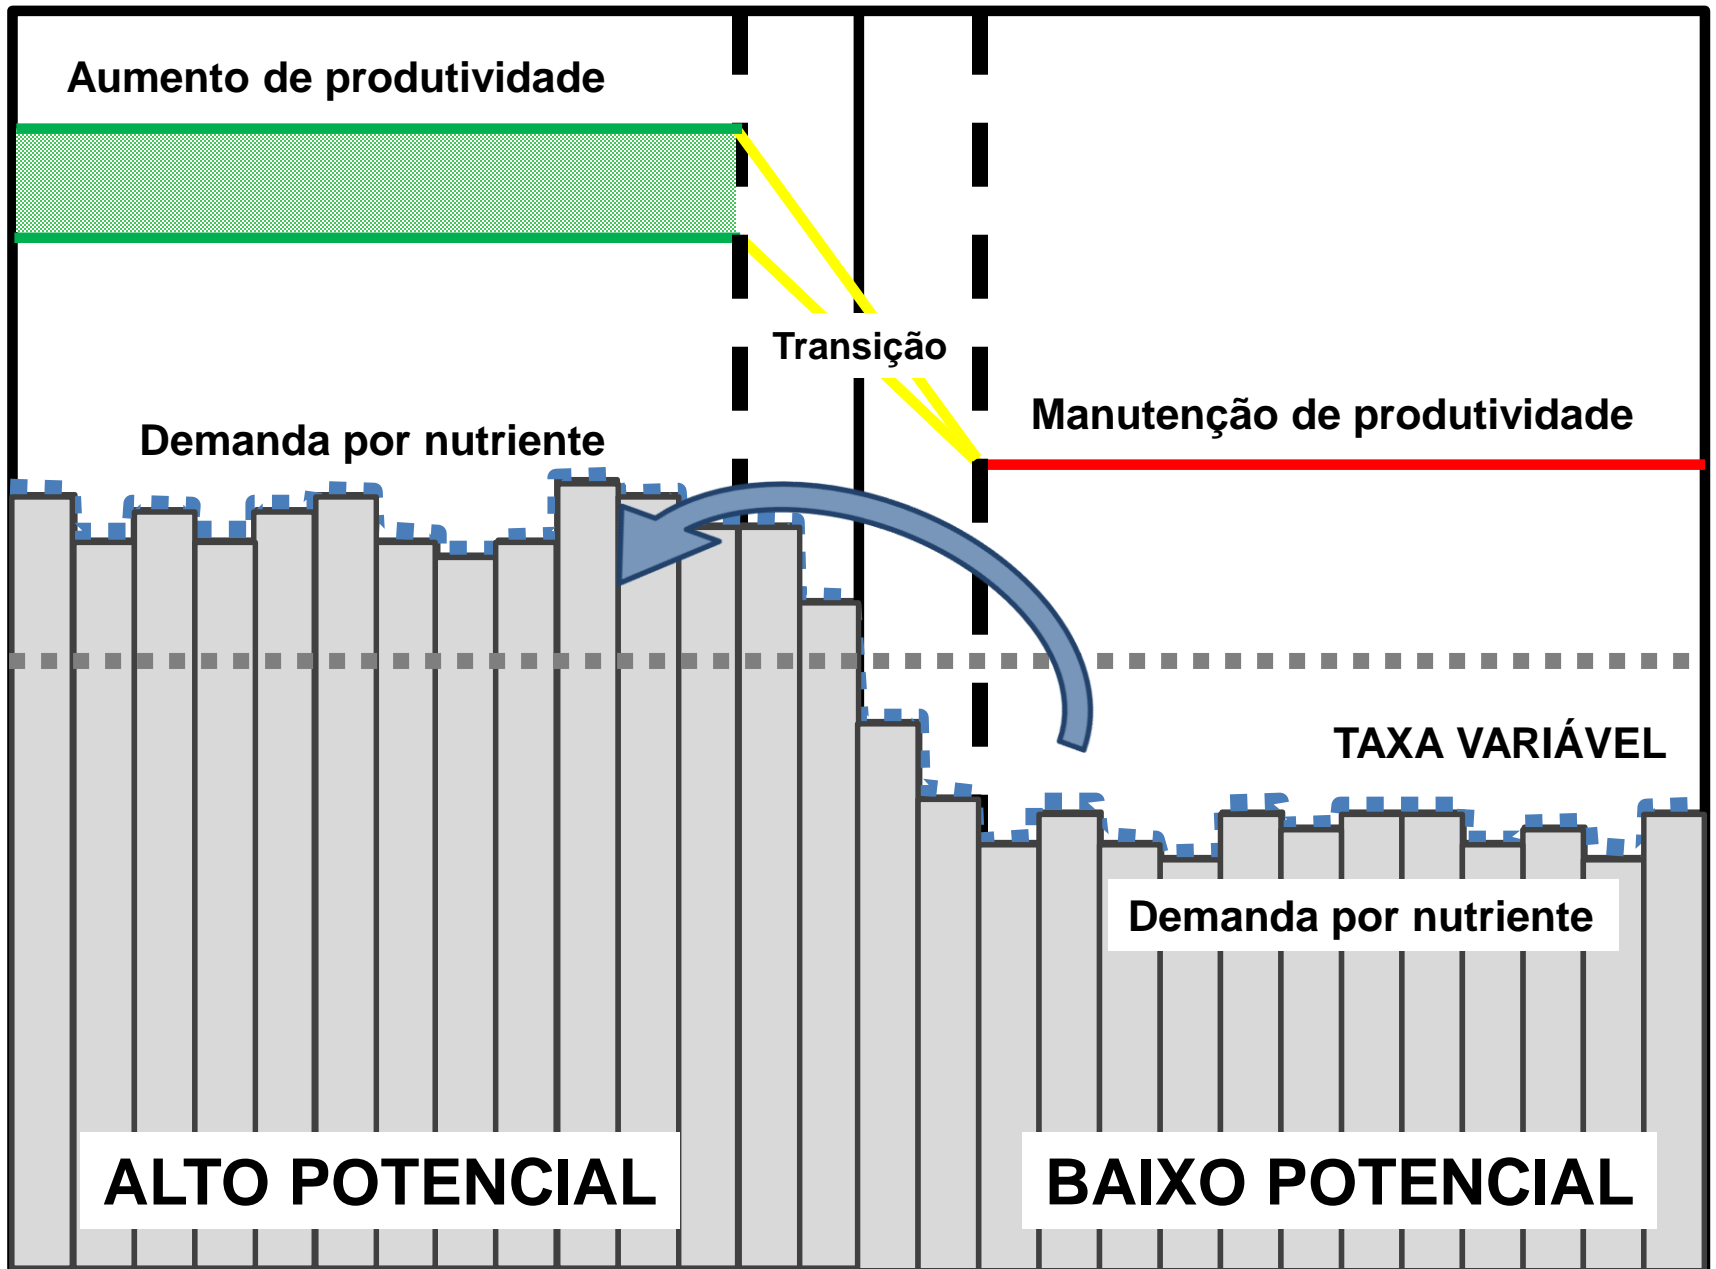 Aumento de produtividade
Transição
Manutenção de produtividade
Demanda por nutriente
TAXA VARIÁVEL
Demanda por nutriente
ALTO POTENCIAL
BAIXO POTENCIAL